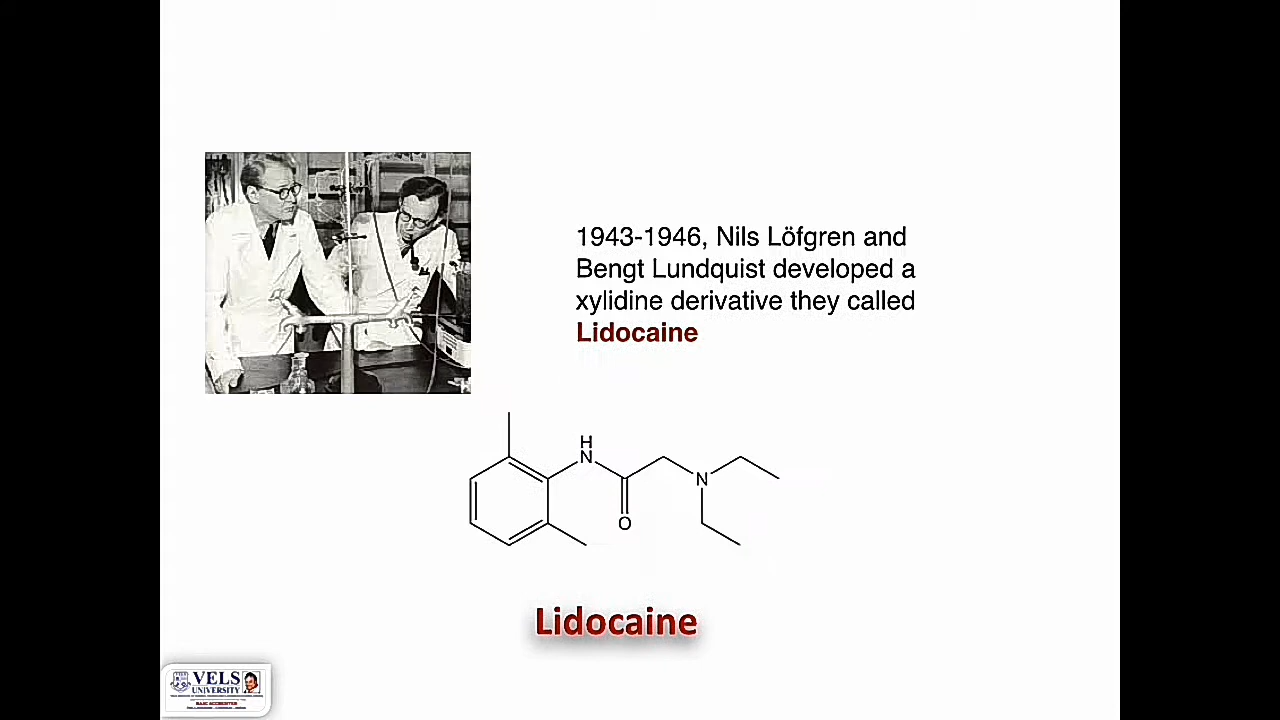 1943-1946, Nils Löfgren and
Bengt Lundquist developed a
xylidine derivative they called
Lidocaine
H
N
N
O
Lidocaine
VELS
UNIVERSITY